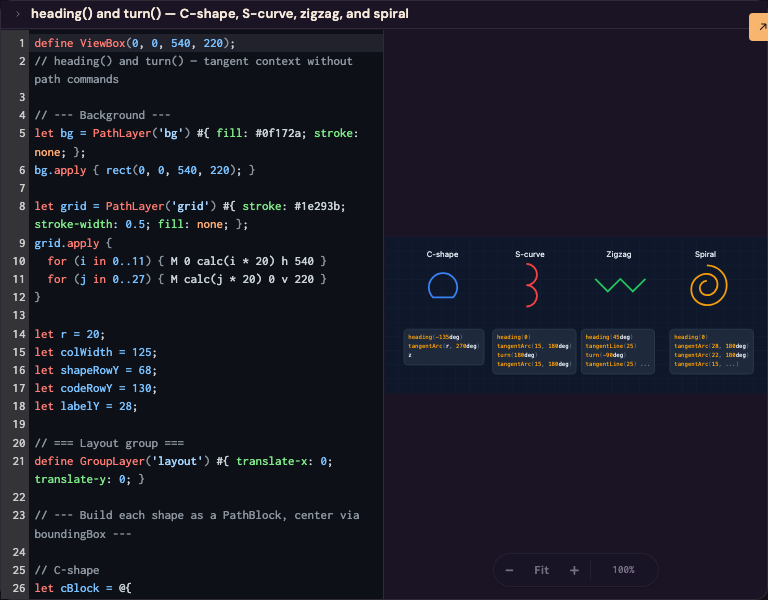 heading() and turn() — C-shape, S-curve, zigzag, and spiral
1 define ViewBox(0, 0, 540, 220);
2 // heading() and turn() — tangent context without
path commands
3
4 // --- Background ---
5 let bg = PathLayer('bg') #{ fill: #0f172a; stroke:
none; };
6 bg.apply { rect(0, 0, 540, 220); }
7
8 let grid = PathLayer('grid') #{ stroke: #1e293b;
stroke-width: 0.5; fill: none; };
9 grid.apply {
10 for (i in 0..11) { M 0 calc(i * 20) h 540 }
11 for (j in 0..27) { M calc(j * 20) 0 v 220 }
12 }
13
14 let r = 20;
15 let colWidth = 125;
16 let shapeRowY = 68;
17 let codeRowY = 130;
18 let labelY = 28;
19
20 // === Layout group ===
21 define GroupLayer('layout') #{ translate-x: 0;
translate-y: 0; }
22
23 // --- Build each shape as a PathBlock, center via
boundingBox ---
24
25 // C-shape
26 let cBlock = @{
C-shape
heading(-135deg)
tangentArc(r, 270deg)
z
S-curve
heading(0)
tangentArc(15, 180deg)
turn(180deg)
tangentArc(15, 180deg)
Zigzag
heading(45deg)
tangentLine(25)
turn(-90deg)
tangentLine(25) ...
Spiral
heading(0)
tangentArc(28, 180deg)
tangentArc(22, 180deg)
tangentArc(15, ...)
− Fit + 100%